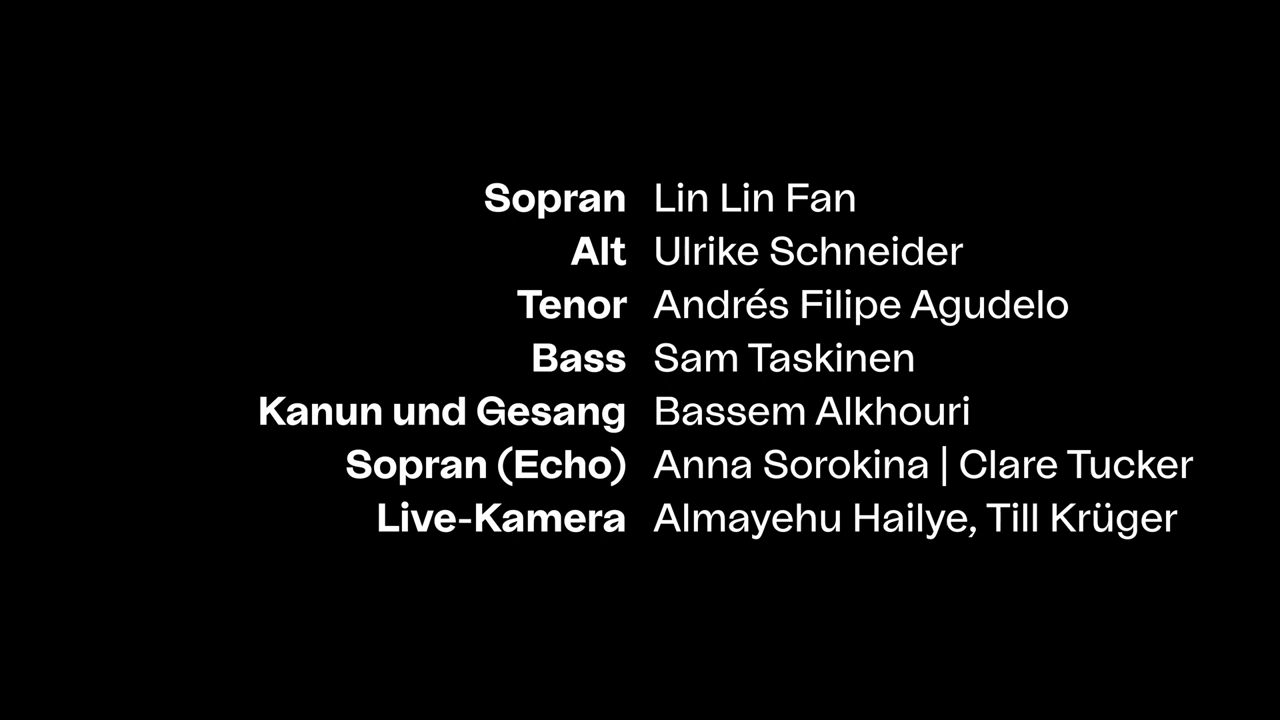 Sopran Lin Lin Fan
Alt Ulrike Schneider
Tenor Andrés Filipe Agudelo
Bass Sam Taskinen
Kanun und Gesang Bassem Alkhouri
Sopran (Echo) Anna Sorokina | Clare Tucker
Live-Kamera Almayehu Hailye, Till Krüger